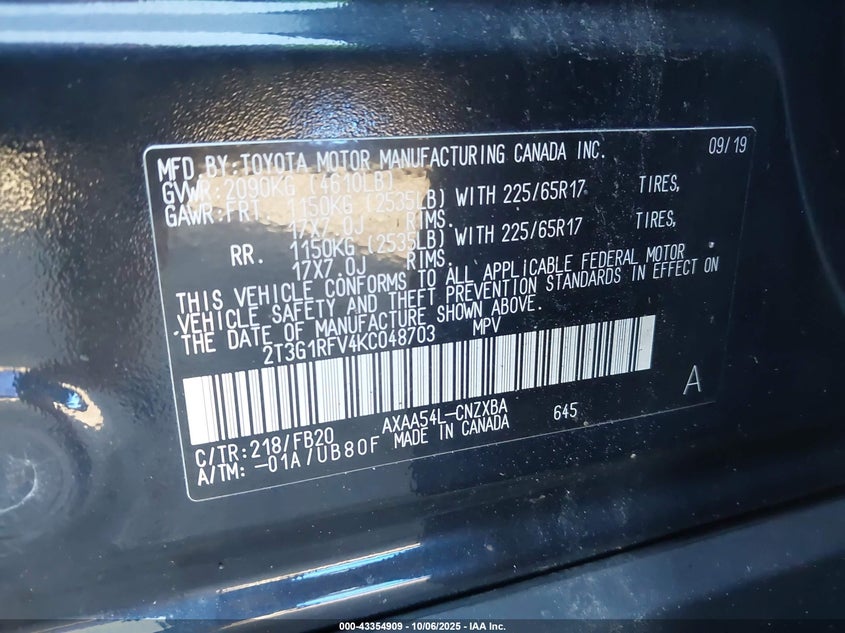 MFD. BY: TOYOTA MOTOR MANUFACTURING CANADA INC. 09/19
GVWR: 2090KG (4610LB)
GAWR: FRT. 1150KG (2535LB) WITH 225/65R17 TIRES,
17X7.0J RIMS.
RR. 1150KG (2535LB) WITH 225/65R17 TIRES,
17X7.0J RIMS.
THIS VEHICLE CONFORMS TO ALL APPLICABLE FEDERAL MOTOR
VEHICLE SAFETY AND THEFT PREVENTION STANDARDS IN EFFECT ON
THE DATE OF MANUFACTURE SHOWN ABOVE.
2T3G1RFV4KC048703 MPV
A
C/TR: 218/FB20 AXAA54L-CNZXBA 645
A/TM: -01A/UB80F MADE IN CANADA
000-43354909 - 10/06/2025 - IAA Inc.